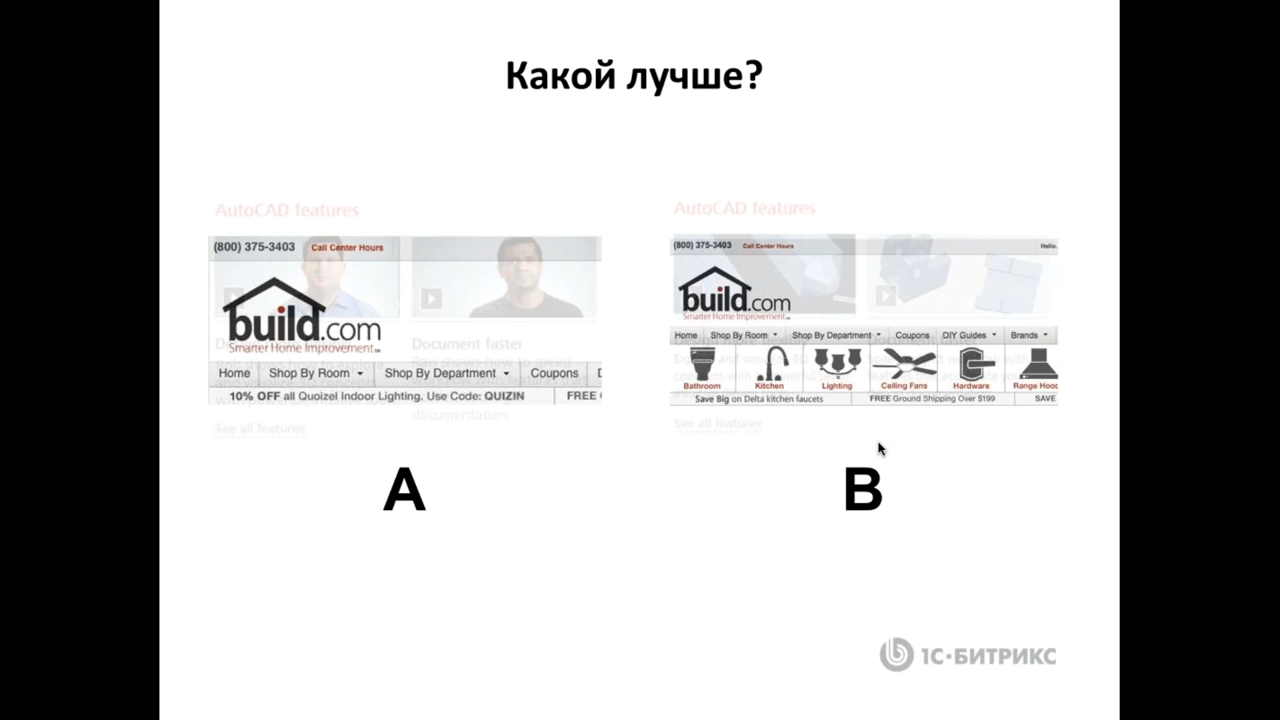 Какой лучше?
AutoCAD features
(800) 375-3403 Call Center Hours
build.com
Smarter Home Improvement™
Home Shop By Room Shop By Department Coupons
10% OFF all Quoizel Indoor Lighting. Use Code: QUIZIN FREE
Document faster
documentation.
See all features
A
AutoCAD features
(800) 375-3403 Call Center Hours Hello.
build.com
Smarter Home Improvement™
Home Shop By Room Shop By Department Coupons DIY Guides Brands
Bathroom Kitchen Lighting Ceiling Fans Hardware Range Hood
Save Big on Delta kitchen faucets FREE Ground Shipping Over $199 SAVE
See all features
B
1С•БИТРИКС